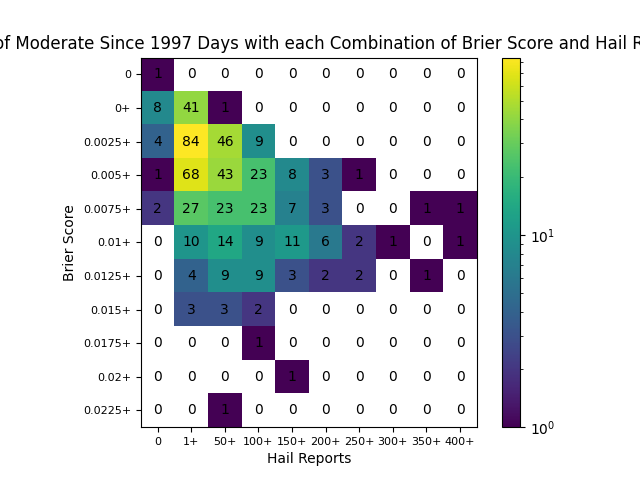 of Moderate Since 1997 Days with each Combination of Brier Score and Hail R
0 1 0 0 0 0 0 0 0 0 0
0+ 8 41 1 0 0 0 0 0 0 0
0.0025+ 4 84 46 9 0 0 0 0 0 0
0.005+ 1 68 43 23 8 3 1 0 0 0
0.0075+ 2 27 23 23 7 3 0 0 1 1
0.01+ 0 10 14 9 11 6 2 1 0 1
0.0125+ 0 4 9 9 3 2 2 0 1 0
0.015+ 0 3 3 2 0 0 0 0 0 0
0.0175+ 0 0 0 1 0 0 0 0 0 0
0.02+ 0 0 0 0 1 0 0 0 0 0
0.0225+ 0 0 1 0 0 0 0 0 0 0
0 1+ 50+ 100+ 150+ 200+ 250+ 300+ 350+ 400+
Hail Reports
Brier Score
10¹
10⁰